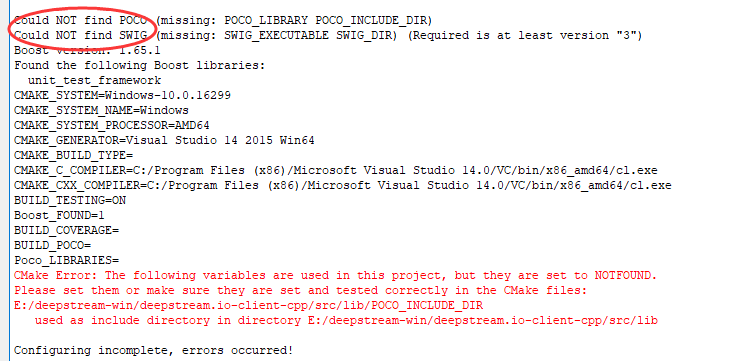 Could NOT find POCO (missing: POCO_LIBRARY POCO_INCLUDE_DIR)
Could NOT find SWIG (missing: SWIG_EXECUTABLE SWIG_DIR) (Required is at least version "3")
Boost version: 1.65.1
Found the following Boost libraries:
  unit_test_framework
CMAKE_SYSTEM=Windows-10.0.16299
CMAKE_SYSTEM_NAME=Windows
CMAKE_SYSTEM_PROCESSOR=AMD64
CMAKE_GENERATOR=Visual Studio 14 2015 Win64
CMAKE_BUILD_TYPE=
CMAKE_C_COMPILER=C:/Program Files (x86)/Microsoft Visual Studio 14.0/VC/bin/x86_amd64/cl.exe
CMAKE_CXX_COMPILER=C:/Program Files (x86)/Microsoft Visual Studio 14.0/VC/bin/x86_amd64/cl.exe
BUILD_TESTING=ON
Boost_FOUND=1
BUILD_COVERAGE=
BUILD_POCO=
Poco_LIBRARIES=
CMake Error: The following variables are used in this project, but they are set to NOTFOUND.
Please set them or make sure they are set and tested correctly in the CMake files:
E:/deepstream-win/deepstream.io-client-cpp/src/lib/POCO_INCLUDE_DIR
   used as include directory in directory E:/deepstream-win/deepstream.io-client-cpp/src/lib
Configuring incomplete, errors occurred!